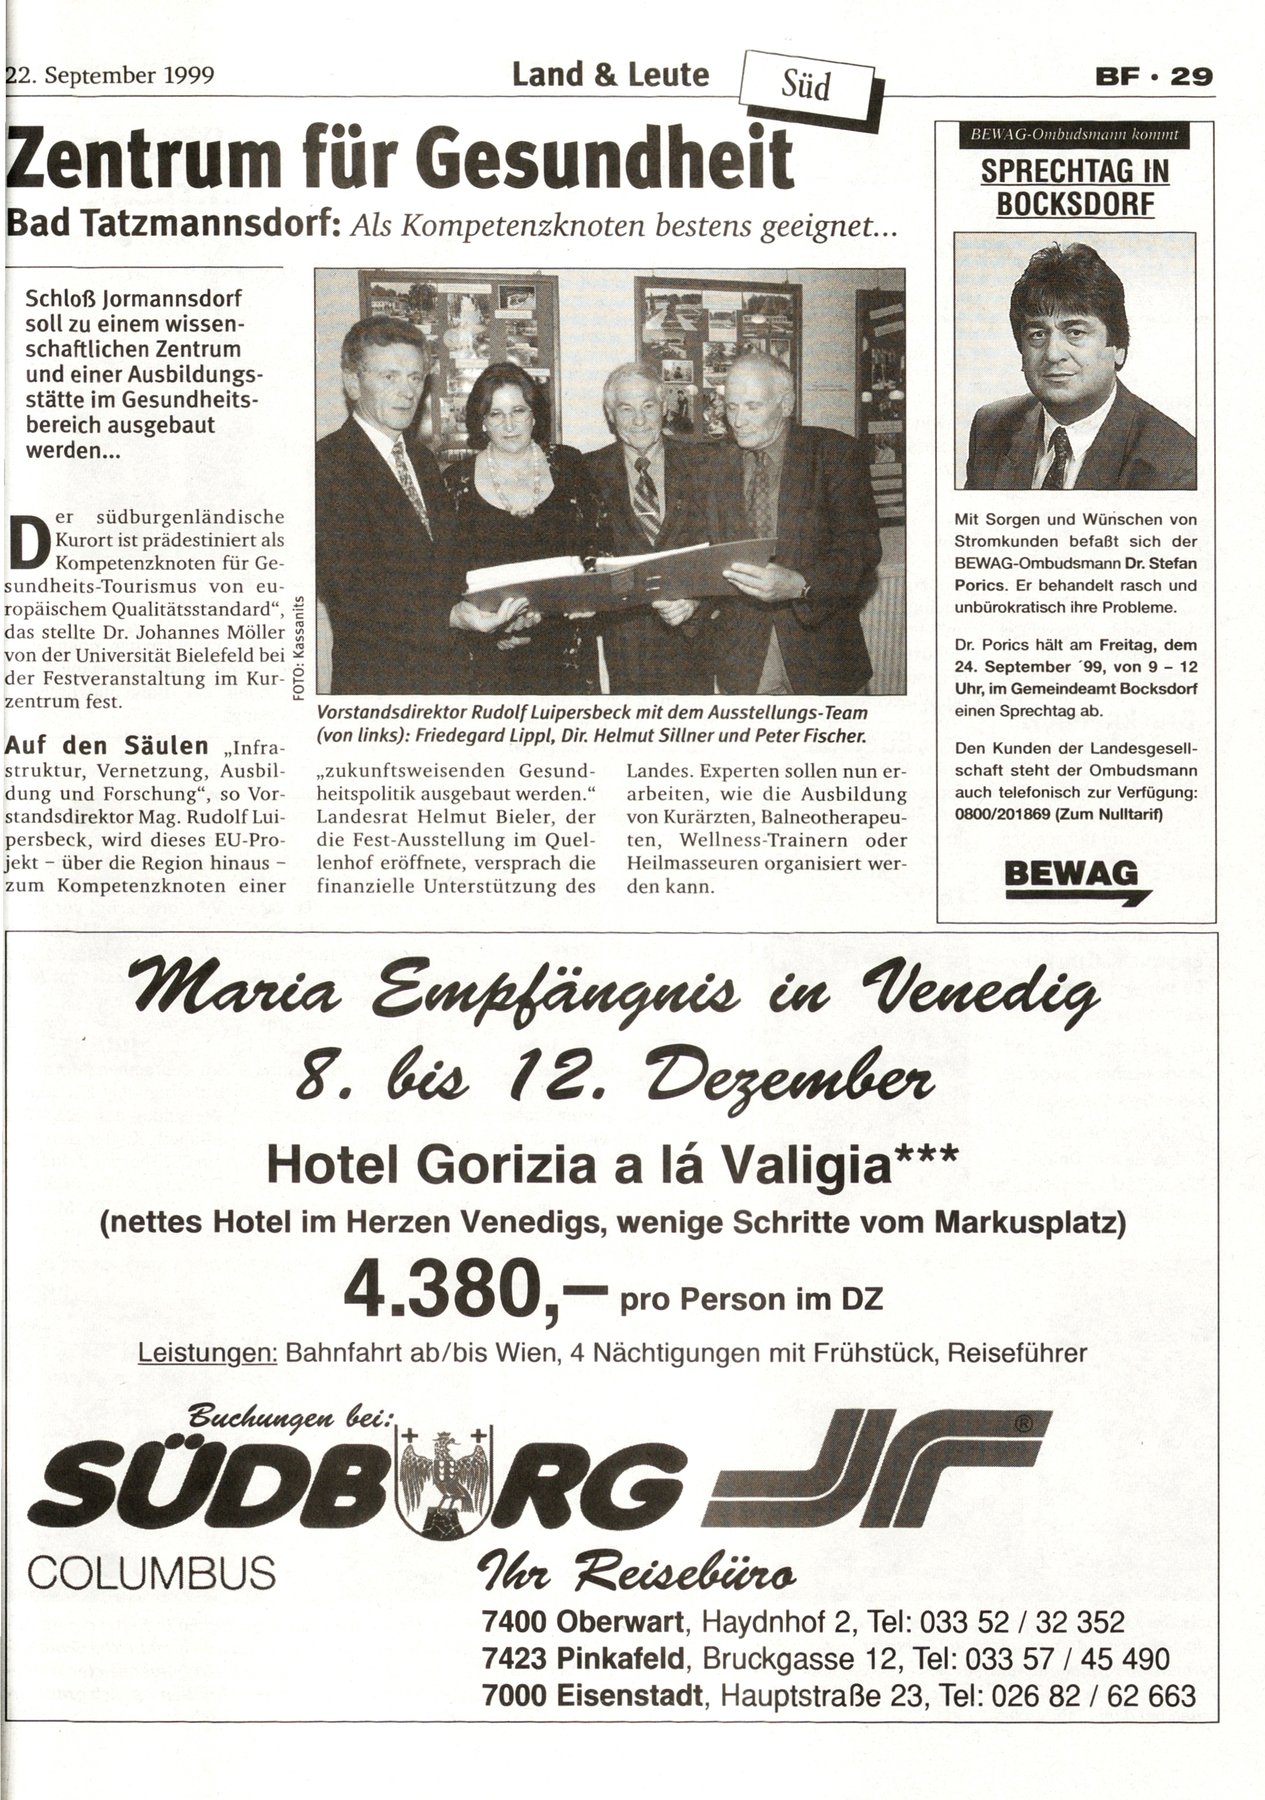 22. September 1999
Land & Leute
Süd
BF · 29
Zentrum für Gesundheit
Bad Tatzmannsdorf: Als Kompetenzknoten bestens geeignet...
Schloß Jormannsdorf
soll zu einem wissen-
schaftlichen Zentrum
und einer Ausbildungs-
stätte im Gesundheits-
bereich ausgebaut
werden...
Der südburgenländische
Kurort ist prädestiniert als
Kompetenzknoten für Ge-
sundheits-Tourismus von eu-
ropäischem Qualitätsstandard“,
das stellte Dr. Johannes Möller
von der Universität Bielefeld bei
der Festveranstaltung im Kur-
zentrum fest.
Auf den Säulen „Infra-
struktur, Vernetzung, Ausbil-
dung und Forschung“, so Vor-
standsdirektor Mag. Rudolf Lui-
persbeck, wird dieses EU-Pro-
jekt – über die Region hinaus –
zum Kompetenzknoten einer
FOTO: Kassanits
Vorstandsdirektor Rudolf Luipersbeck mit dem Ausstellungs-Team
(von links): Friedegard Lippl, Dir. Helmut Sillner und Peter Fischer.
„zukunftsweisenden Gesund-
heitspolitik ausgebaut werden.“
Landesrat Helmut Bieler, der
die Fest-Ausstellung im Quel-
lenhof eröffnete, versprach die
finanzielle Unterstützung des
Landes. Experten sollen nun er-
arbeiten, wie die Ausbildung
von Kurärzten, Balneotherapeu-
ten, Wellness-Trainern oder
Heilmasseuren organisiert wer-
den kann.
BEWAG-Ombudsmann kommt
SPRECHTAG IN
BOCKSDORF
Mit Sorgen und Wünschen von
Stromkunden befaßt sich der
BEWAG-Ombudsmann Dr. Stefan
Porics. Er behandelt rasch und
unbürokratisch ihre Probleme.
Dr. Porics hält am Freitag, dem
24. September ´99, von 9 – 12
Uhr, im Gemeindeamt Bocksdorf
einen Sprechtag ab.
Den Kunden der Landesgesell-
schaft steht der Ombudsmann
auch telefonisch zur Verfügung:
0800/201869 (Zum Nulltarif)
BEWAG
Maria Empfängnis in Venedig
8. bis 12. Dezember
Hotel Gorizia a lá Valigia***
(nettes Hotel im Herzen Venedigs, wenige Schritte vom Markusplatz)
4.380,– pro Person im DZ
Leistungen: Bahnfahrt ab/bis Wien, 4 Nächtigungen mit Frühstück, Reiseführer
Buchungen bei:
SÜDBURG
®
COLUMBUS
Ihr Reisebüro
7400 Oberwart, Haydnhof 2, Tel: 033 52 / 32 352
7423 Pinkafeld, Bruckgasse 12, Tel: 033 57 / 45 490
7000 Eisenstadt, Hauptstraße 23, Tel: 026 82 / 62 663